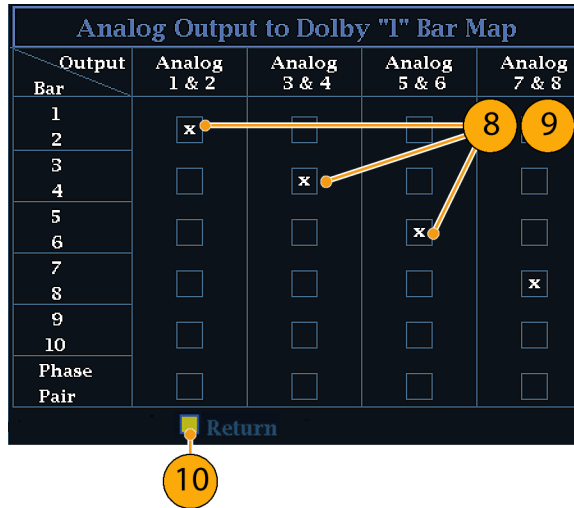 Analog Output to Dolby "1" Bar Map
Output Analog Analog Analog Analog
Bar 1 & 2 3 & 4 5 & 6 7 & 8
1
2 x 8 9
3
4 x
5
6 x
7
8 x
9
10
Phase
Pair
Return
10